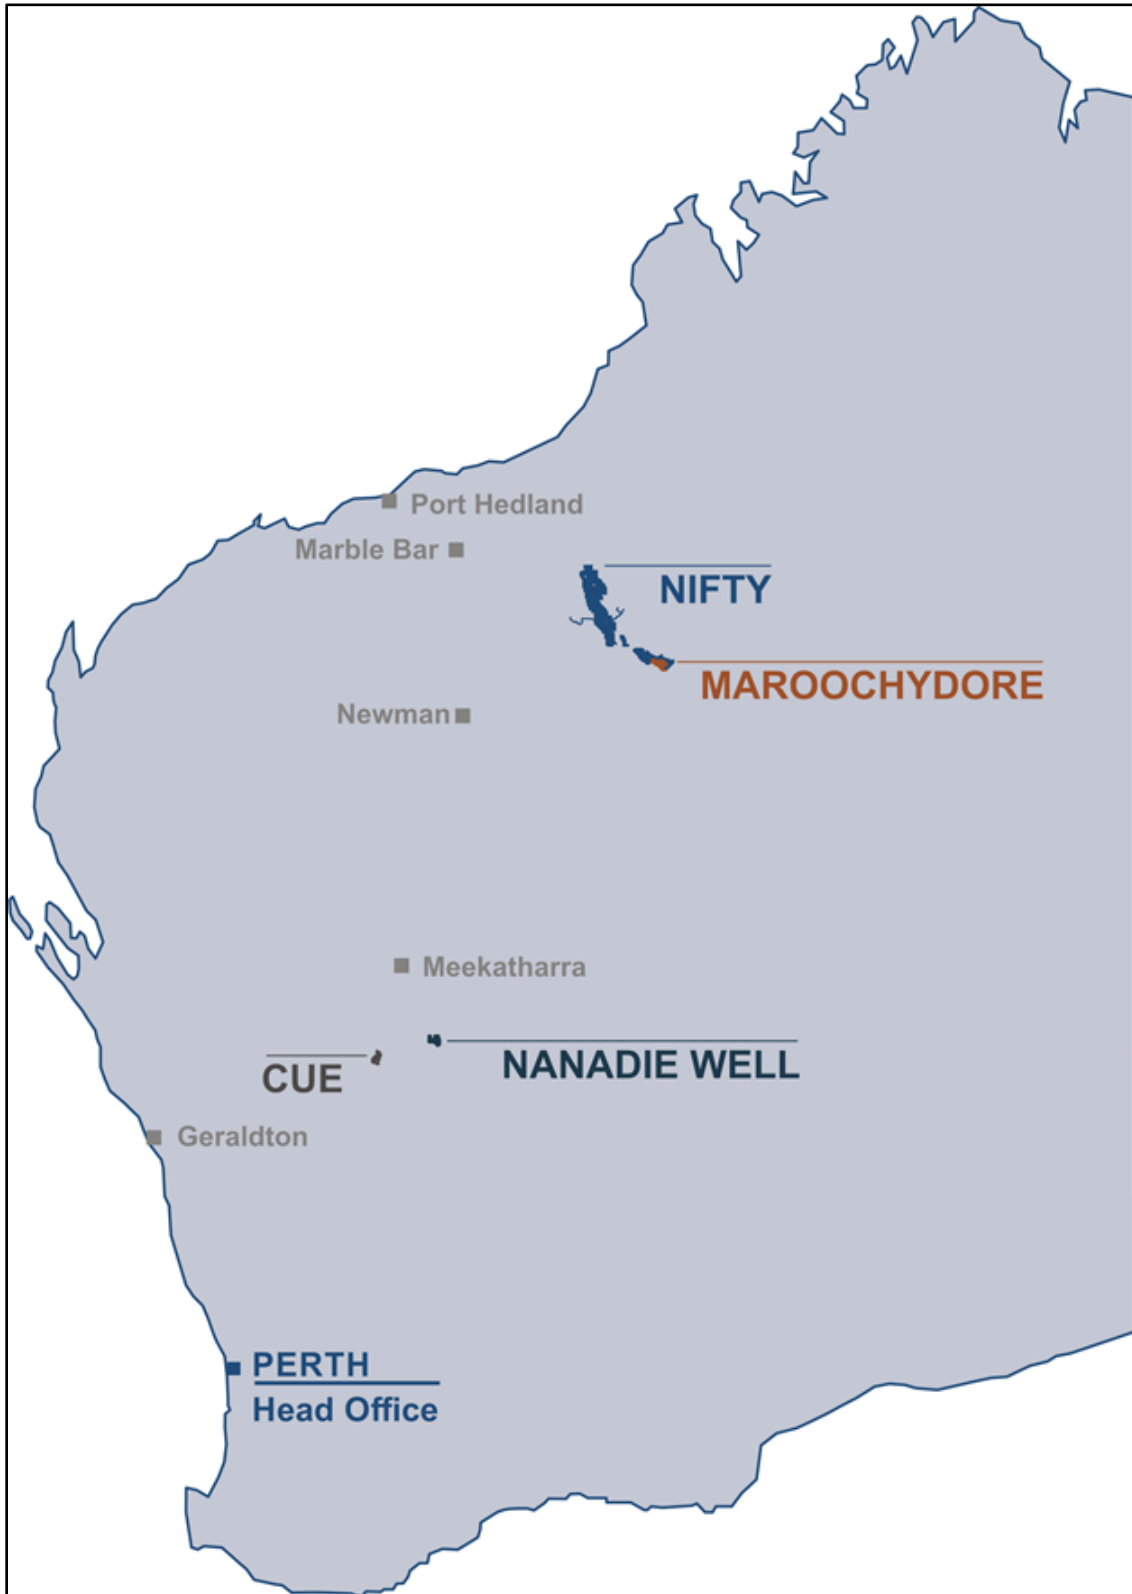 Port Hedland
Marble Bar
NIFTY
MAROOCHYDORE
Newman
Meekatharra
NANADIE WELL
CUE
Geraldton
PERTH
Head Office